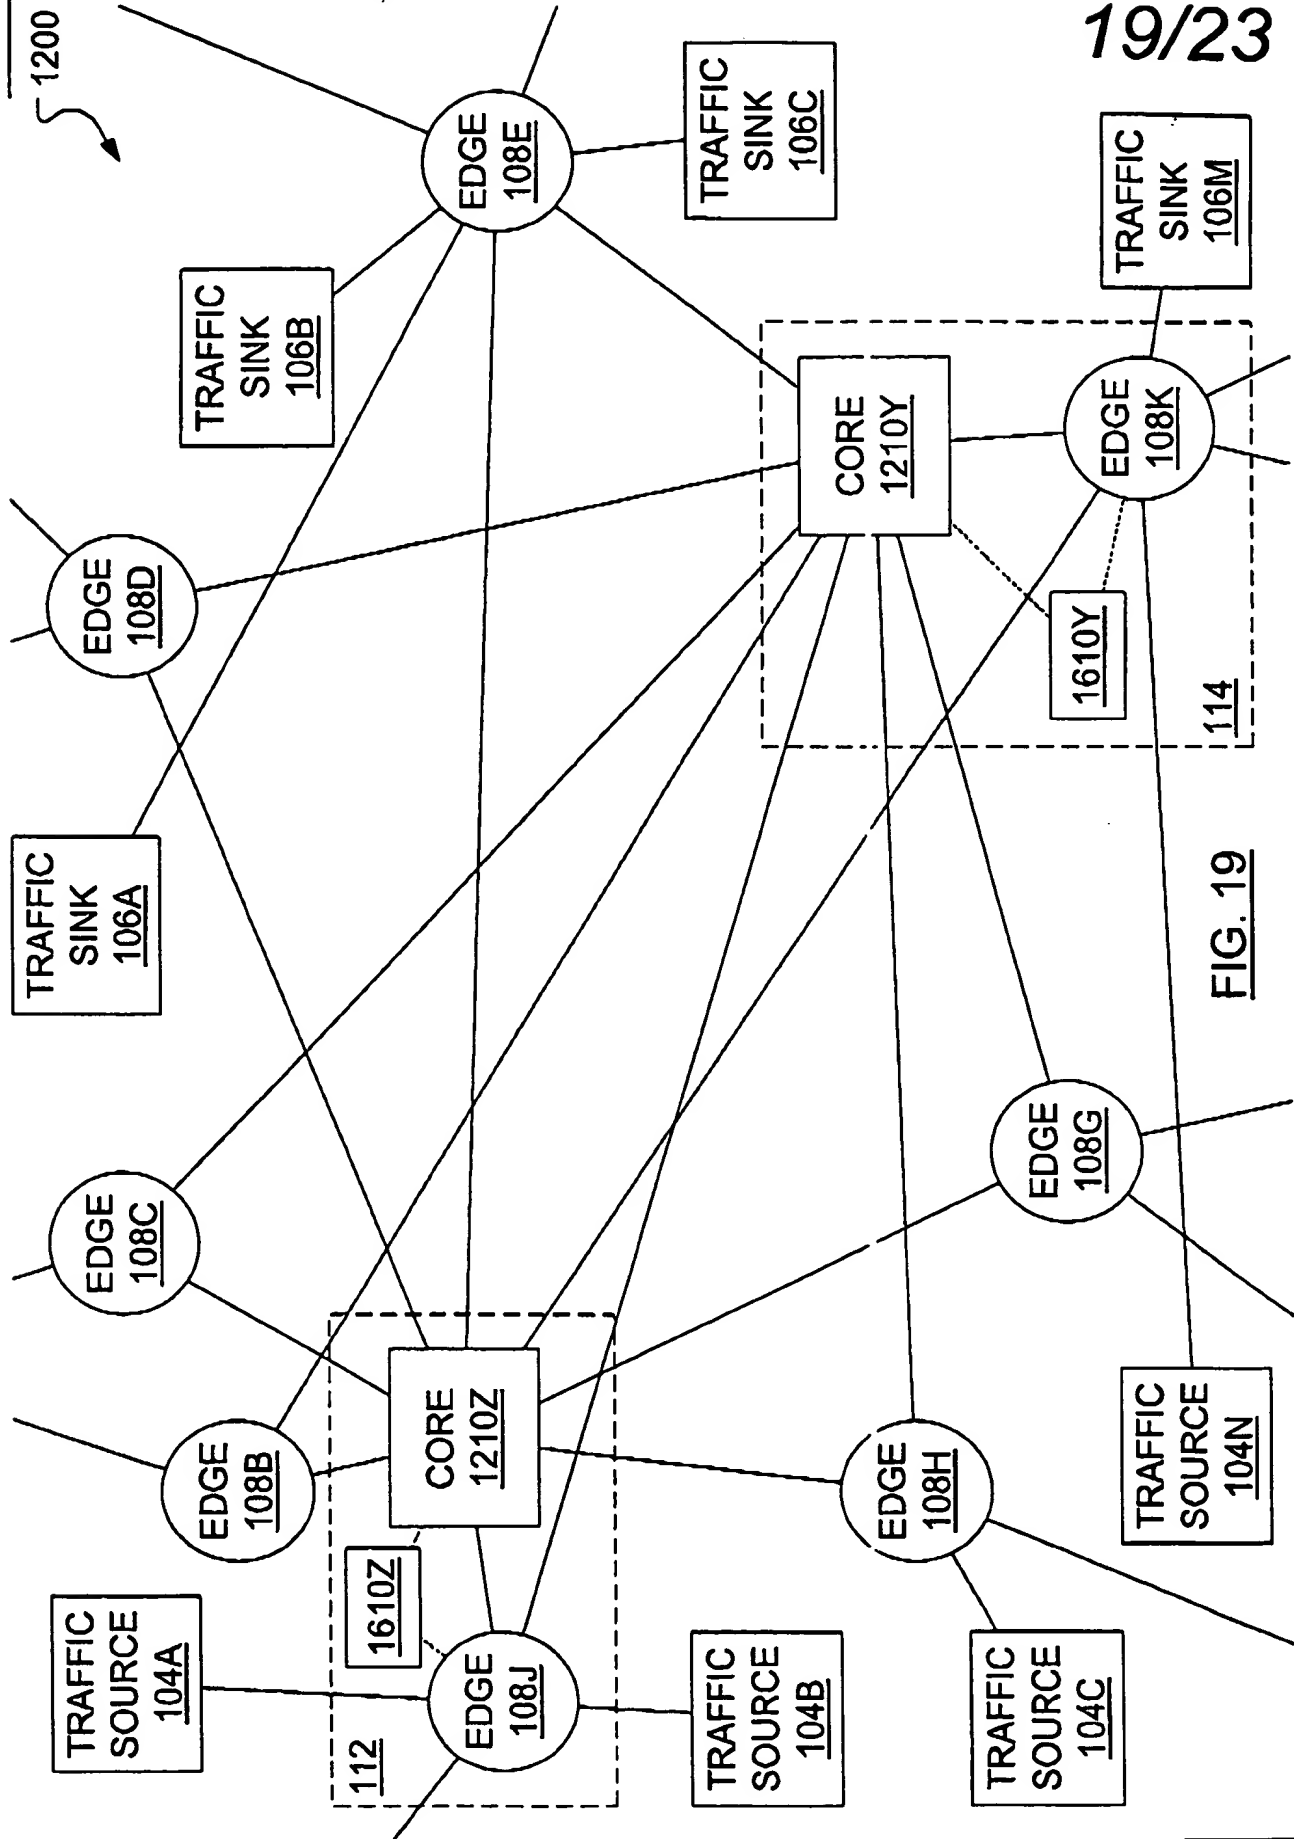 19/23
1200
TRAFFIC
SOURCE
104A
EDGE
108B
EDGE
108C
TRAFFIC
SINK
106A
EDGE
108D
TRAFFIC
SINK
106B
EDGE
108E
TRAFFIC
SINK
106C
112
1610Z
CORE
1210Z
EDGE
108J
TRAFFIC
SOURCE
104B
CORE
1210Y
1610Y
EDGE
108K
114
TRAFFIC
SINK
106M
EDGE
108H
EDGE
108G
TRAFFIC
SOURCE
104C
TRAFFIC
SOURCE
104N
FIG. 19